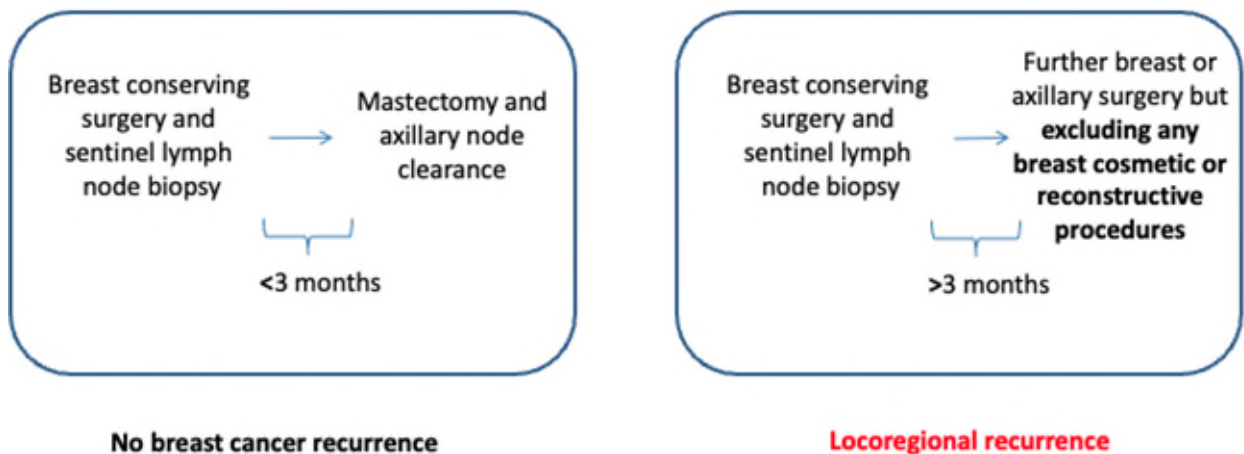 Breast conserving
surgery and
sentinel lymph
node biopsy
Mastectomy and
axillary node
clearance
<3 months
No breast cancer recurrence
Breast conserving
surgery and
sentinel lymph
node biopsy
Further breast or
axillary surgery but
excluding any
breast cosmetic or
reconstructive
procedures
>3 months
Locoregional recurrence